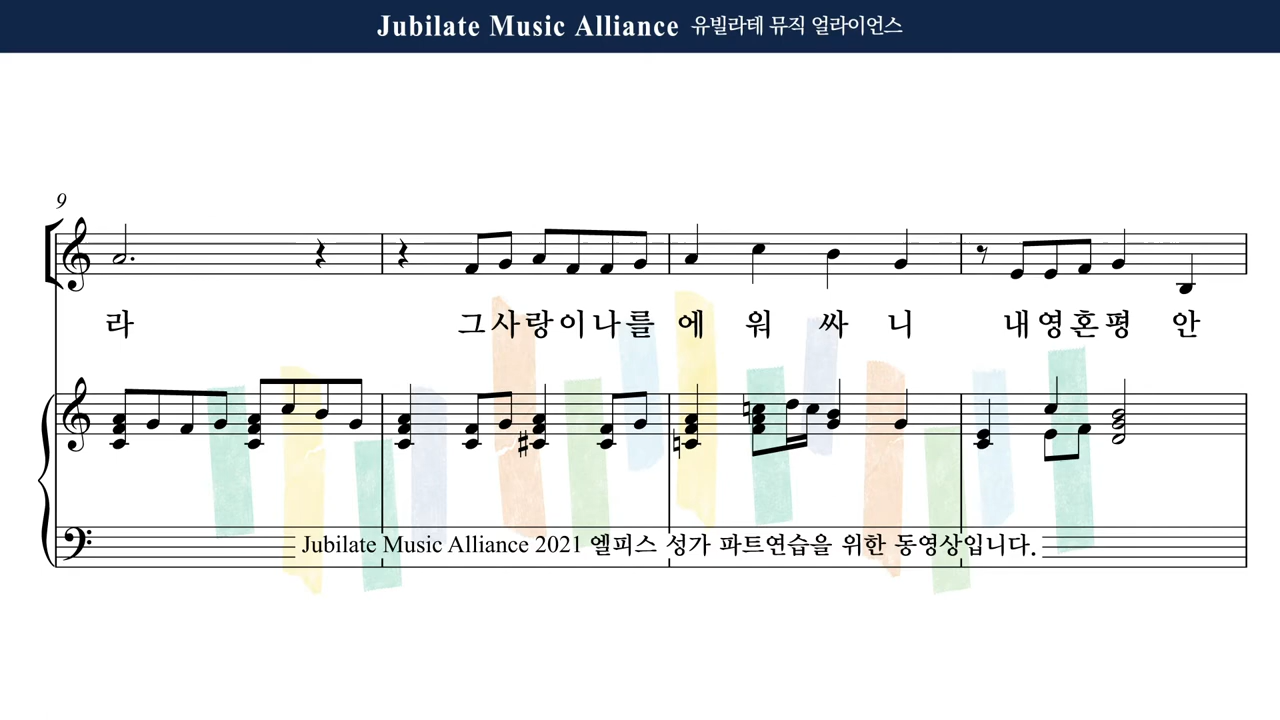 Jubilate Music Alliance 유빌라테 뮤직 얼라이언스
9
라 그사랑이나를 에 워 싸 니 내영혼평 안
Jubilate Music Alliance 2021 엘피스 성가 파트연습을 위한 동영상입니다.